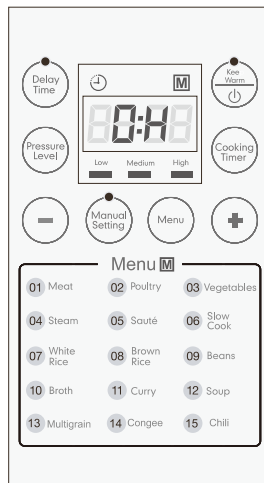 Delay
Time
M
Kee
Warm
0:H
Pressure
Level
Low Medium High
Cooking
Timer
Manual
Setting
Menu
Menu M
01 Meat 02 Poultry 03 Vegetables
04 Steam 05 Sauté 06 Slow
Cook
07 White
Rice 08 Brown
Rice 09 Beans
10 Broth 11 Curry 12 Soup
13 Multigrain 14 Congee 15 Chili